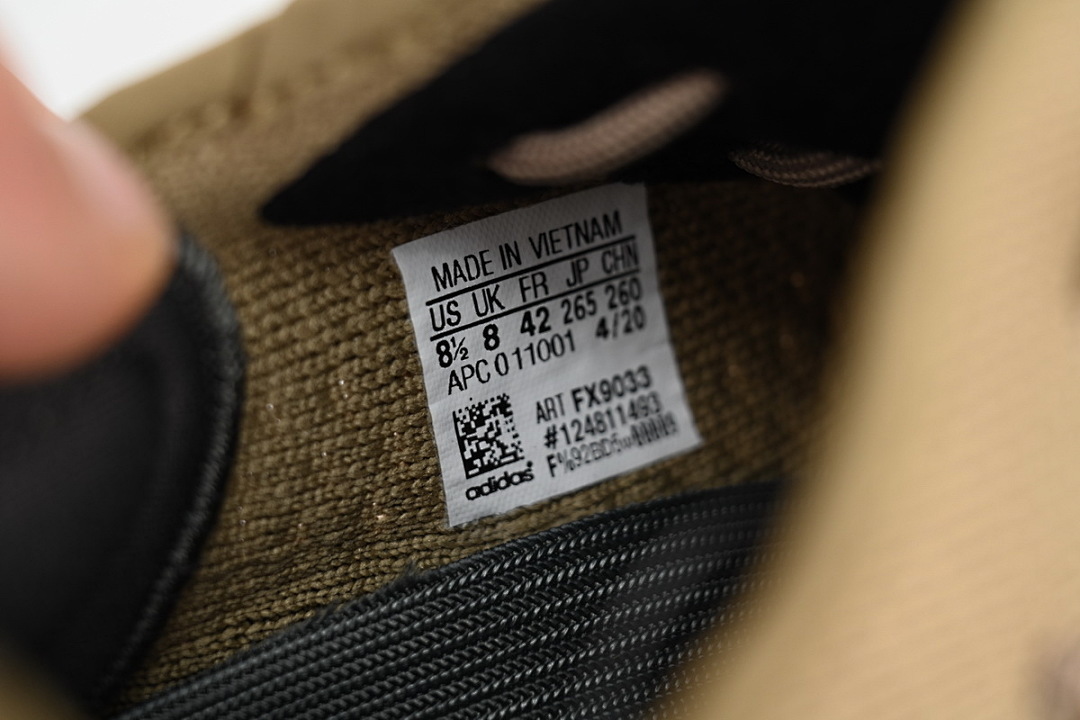 MADE IN VIETNAM
US UK FR JP CHN
8½ 8 42 265 260
APC 011001 4/20
ART FX9033
#124811493
adidas